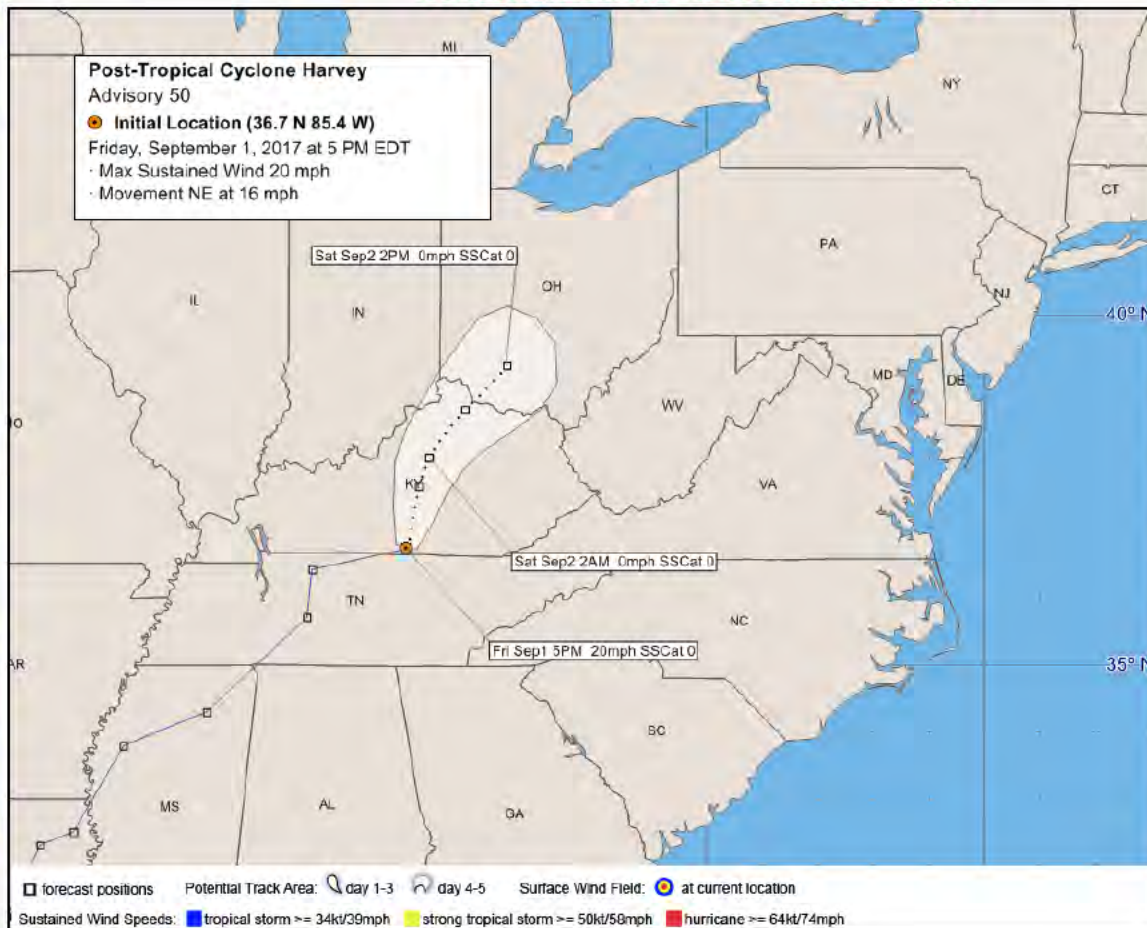 Post-Tropical Cyclone Harvey
Advisory 50
Initial Location (36.7 N 85.4 W)
Friday, September 1, 2017 at 5 PM EDT
· Max Sustained Wind 20 mph
· Movement NE at 16 mph
MI
NY
CT
PA
NJ
Sat Sep2 2PM 0mph SSCat 0
OH
IL
IN
40° N
MD
DE
WV
VA
KY
Sat Sep2 2AM 0mph SSCat 0
TN
NC
Fri Sep1 5PM 20mph SSCat 0
AR
35° N
SC
MS
AL
GA
forecast positions Potential Track Area: day 1-3 day 4-5 Surface Wind Field: at current location
Sustained Wind Speeds: tropical storm >= 34kt/39mph strong tropical storm >= 50kt/58mph hurricane >= 64kt/74mph